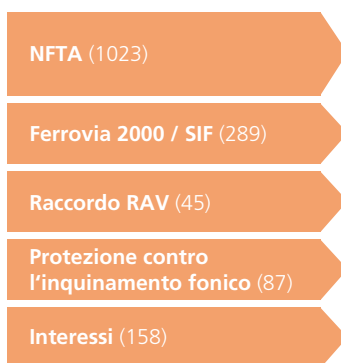 NFTA (1023)
Ferrovia 2000 / SIF (289)
Raccordo RAV (45)
Protezione contro
l'inquinamento fonico (87)
Interessi (158)